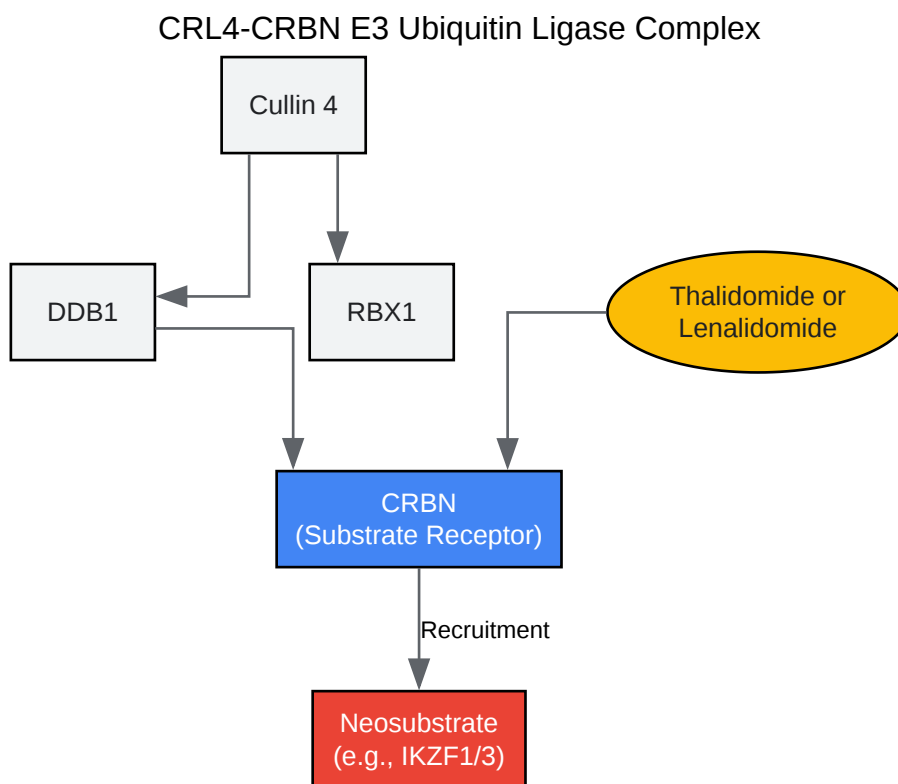 CRL4-CRBN E3 Ubiquitin Ligase Complex
Cullin 4
DDB1
RBX1
Thalidomide or
Lenalidomide
CRBN
(Substrate Receptor)
Recruitment
Neosubstrate
(e.g., IKZF1/3)